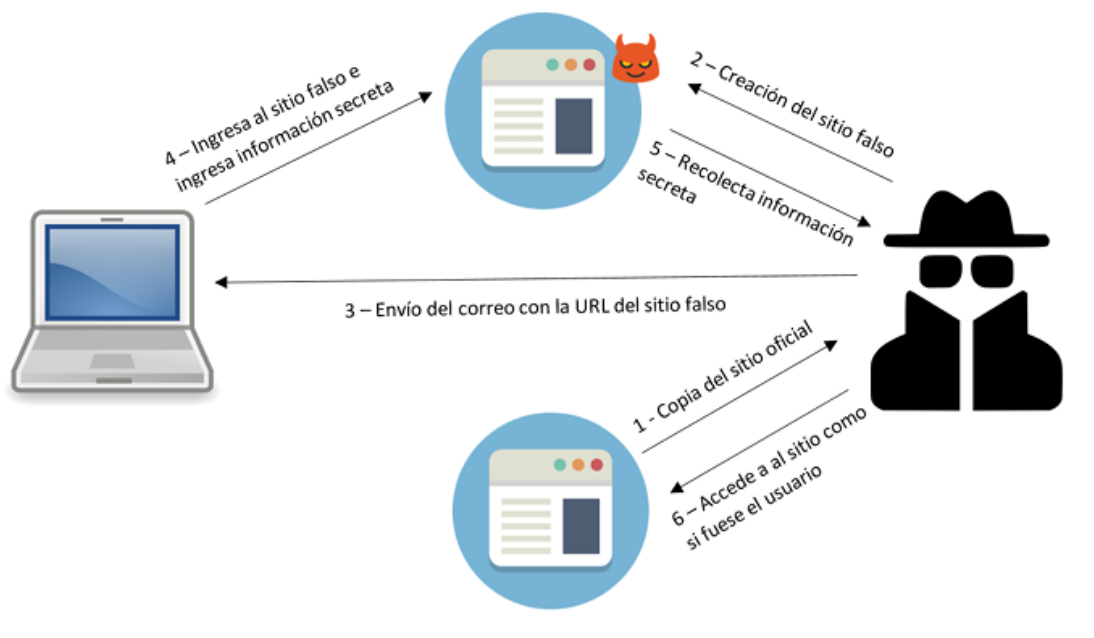 4 – Ingresa al sitio falso e
ingresa información secreta
2 – Creación del sitio falso
5 – Recolecta información
secreta
3 – Envío del correo con la URL del sitio falso
1 - Copia del sitio oficial
6 – Accede a al sitio como
si fuese el usuario